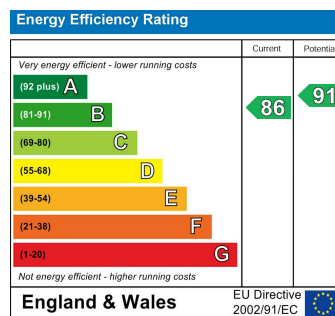 Energy Efficiency Rating
Current
Potentia
Very energy efficient - lower running costs
(92 plus) A
(81-91) B
(69-80) C
(55-68) D
(39-54) E
(21-38) F
(1-20) G
86
91
Not energy efficient - higher running costs
England & Wales
EU Directive
2002/91/EC